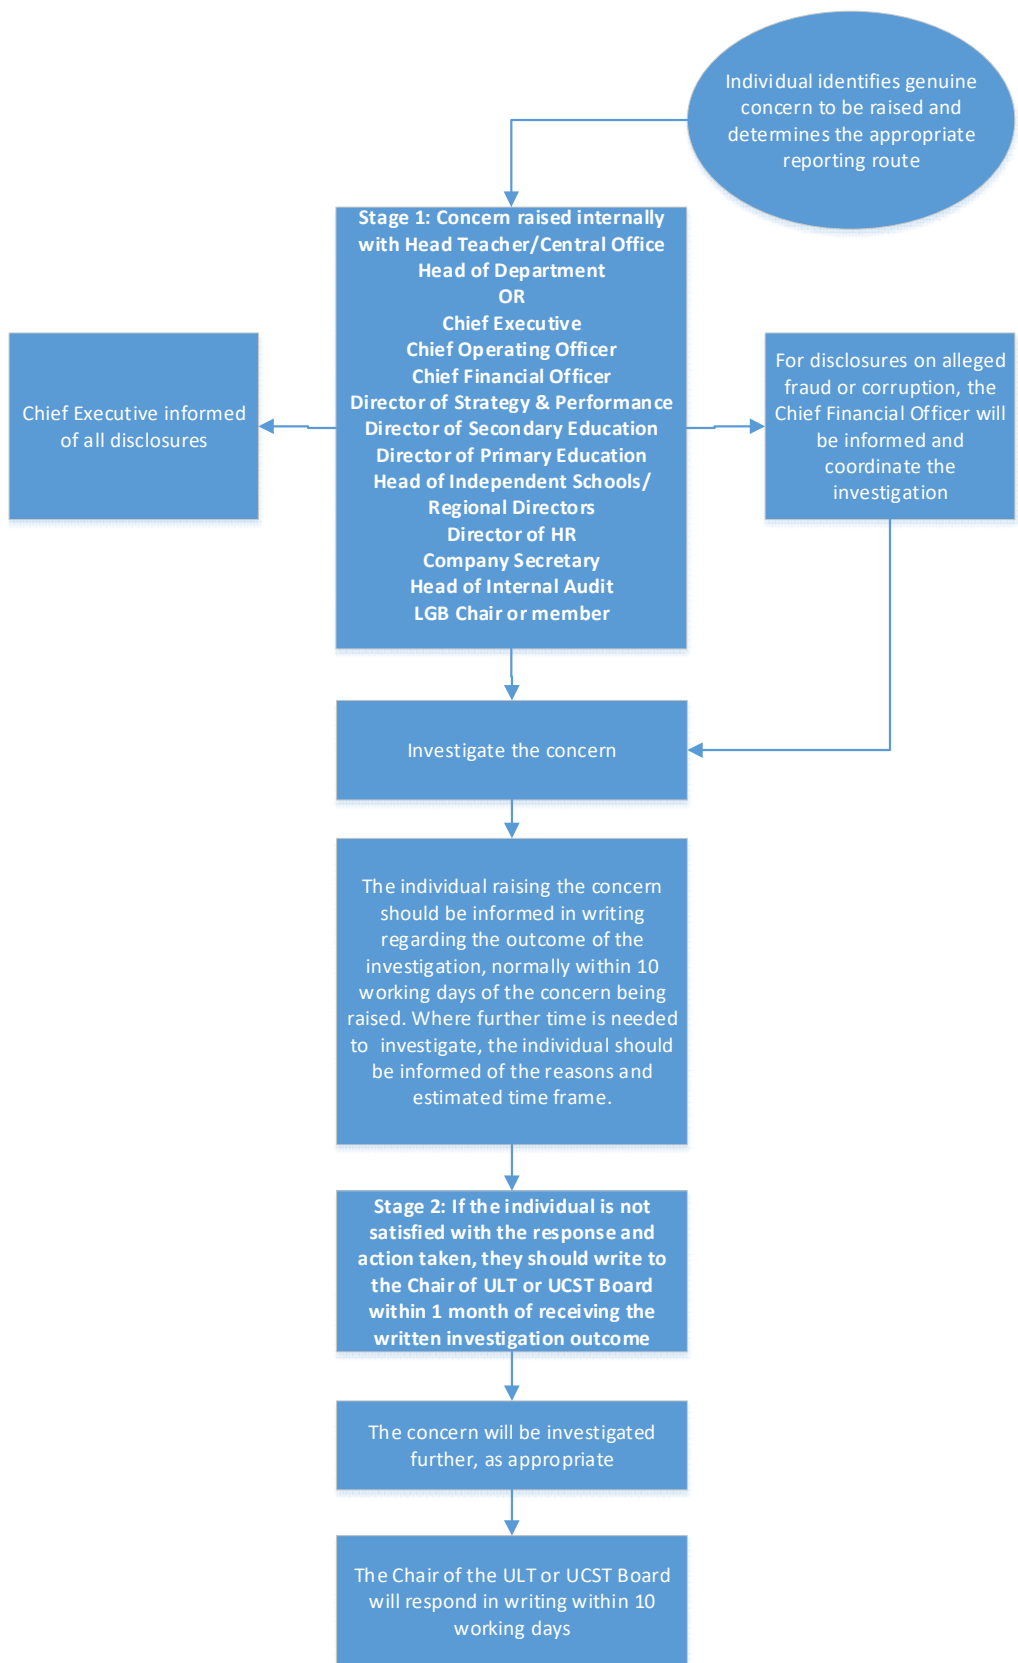 Individual identifies genuine
concern to be raised and
determines the appropriate
reporting route
Stage 1: Concern raised internally
with Head Teacher/Central Office
Head of Department
OR
Chief Executive
Chief Operating Officer
Chief Financial Officer
Director of Strategy & Performance
Director of Secondary Education
Director of Primary Education
Head of Independent Schools/
Regional Directors
Director of HR
Company Secretary
Head of Internal Audit
LGB Chair or member
Chief Executive informed
of all disclosures
For disclosures on alleged
fraud or corruption, the
Chief Financial Officer will
be informed and
coordinate the
investigation
Investigate the concern
The individual raising the concern
should be informed in writing
regarding the outcome of the
investigation, normally within 10
working days of the concern being
raised. Where further time is needed
to investigate, the individual should
be informed of the reasons and
estimated time frame.
Stage 2: If the individual is not
satisfied with the response and
action taken, they should write to
the Chair of ULT or UCST Board
within 1 month of receiving the
written investigation outcome
The concern will be investigated
further, as appropriate
The Chair of the ULT or UCST Board
will respond in writing within 10
working days